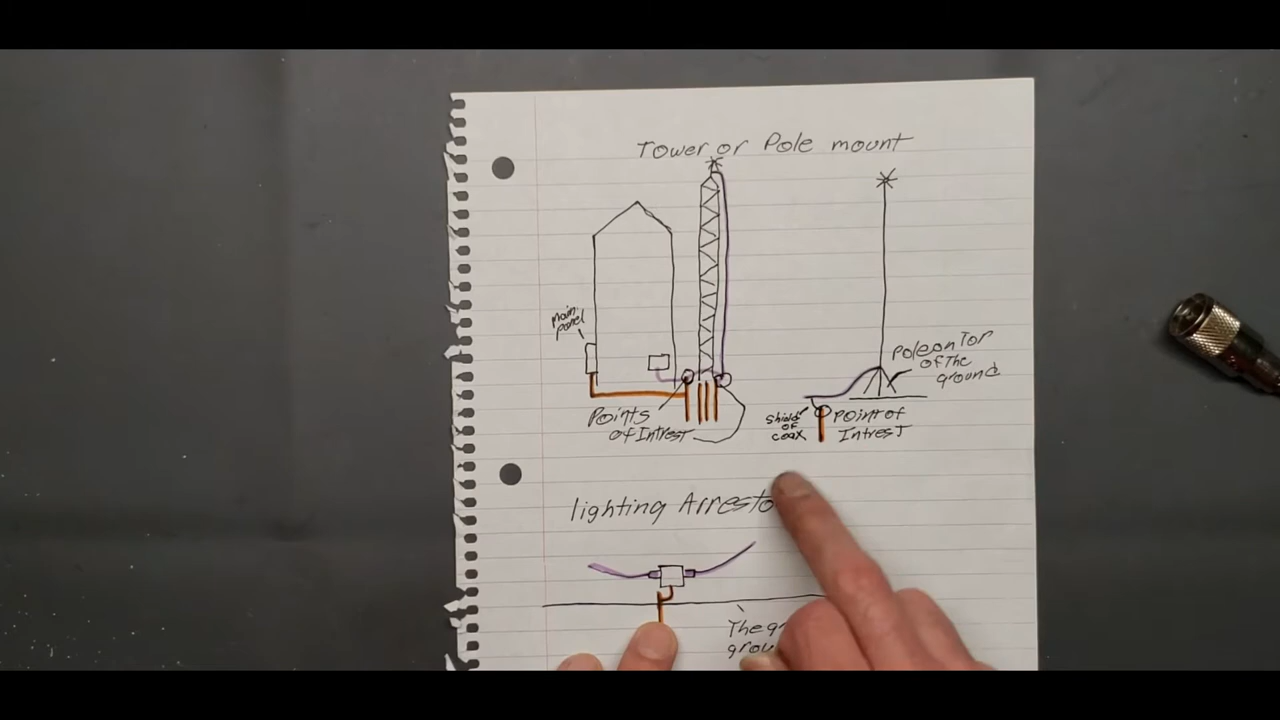 Tower or Pole mount
main
panel
Pole on Top
of The
ground
Points
of Intrest
Shield
of
coax
Point of
Intrest
lighting Arresto
The